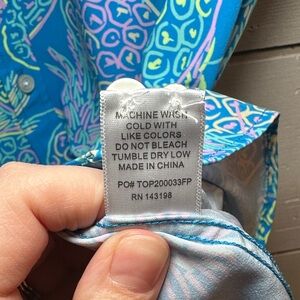 MACHINE WASH
COLD WITH
LIKE COLORS
DO NOT BLEACH
TUMBLE DRY LOW
MADE IN CHINA
PO# TOP200033FP
RN 143198